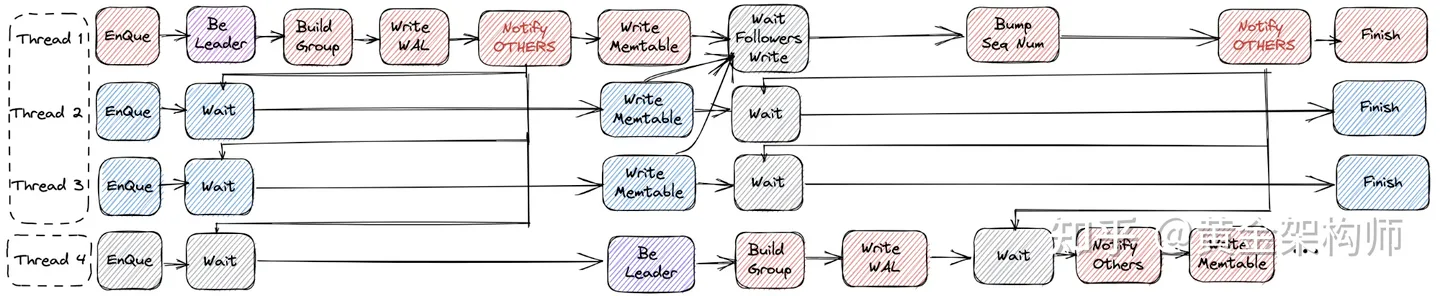 Thread 1
EnQue
Be
Leader
Build
Group
Write
WAL
Notify
OTHERS
Write
Memtable
Wait
Followers
Write
Bump
Seq Num
Notify
OTHERS
Finish
Thread 2
EnQue
Wait
Write
Memtable
Wait
Finish
Thread 3
EnQue
Wait
Write
Memtable
Wait
Finish
Thread 4
EnQue
Wait
Be
Leader
Build
Group
Write
WAL
Wait
Notify
Others
Write
Memtable
...
知乎 @黄金架构师